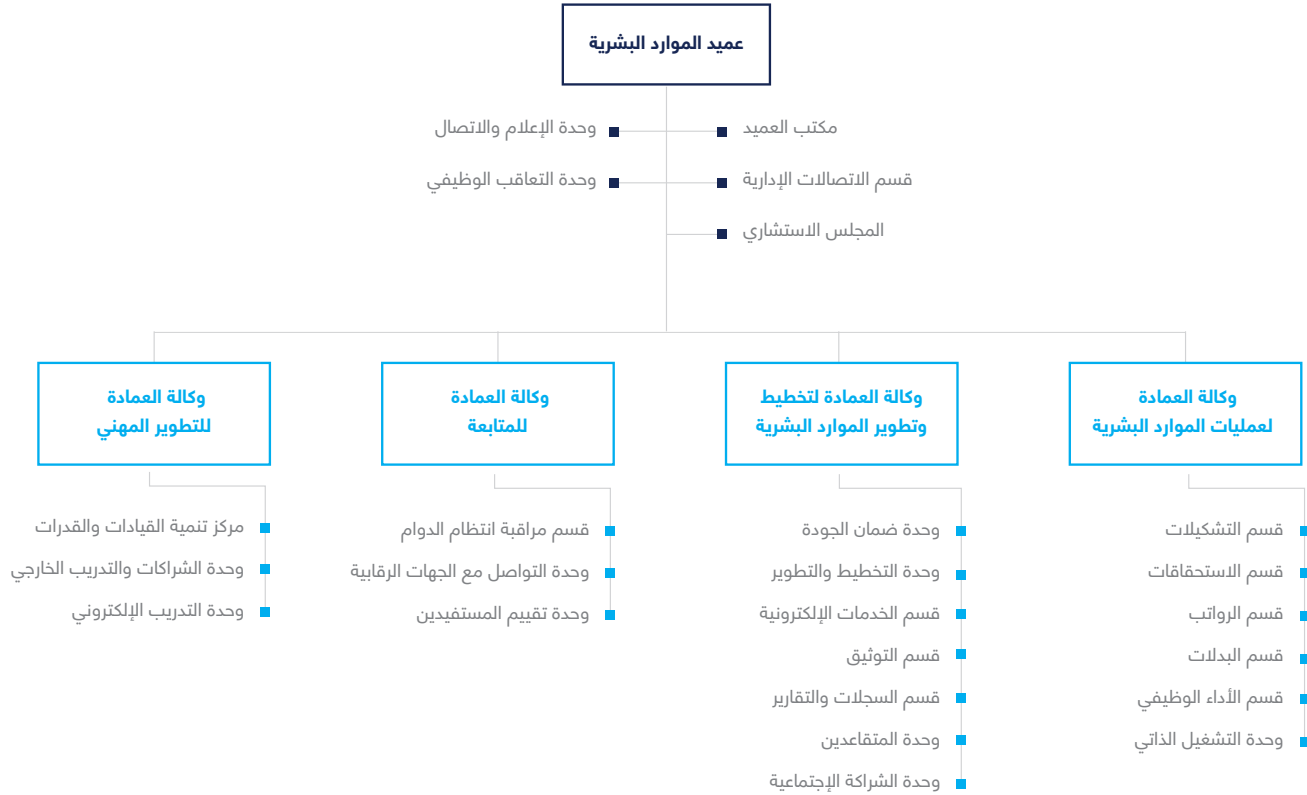 عميد الموارد البشرية
مكتب العميد
وحدة الإعلام والاتصال
قسم الاتصالات الإدارية
وحدة التعاقب الوظيفي
المجلس الاستشاري
وكالة العمادة
لعمليات الموارد البشرية
قسم التشكيلات
قسم الاستحقاقات
قسم الرواتب
قسم البدلات
قسم الأداء الوظيفي
وحدة التشغيل الذاتي
وكالة العمادة لتخطيط
وتطوير الموارد البشرية
وحدة ضمان الجودة
وحدة التخطيط والتطوير
قسم الخدمات الإلكترونية
قسم التوثيق
قسم السجلات والتقارير
وحدة المتقاعدين
وحدة الشراكة الإجتماعية
وكالة العمادة
للمتابعة
قسم مراقبة انتظام الدوام
وحدة التواصل مع الجهات الرقابية
وحدة تقييم المستفيدين
وكالة العمادة
للتطوير المهني
مركز تنمية القيادات والقدرات
وحدة الشراكات والتدريب الخارجي
وحدة التدريب الإلكتروني